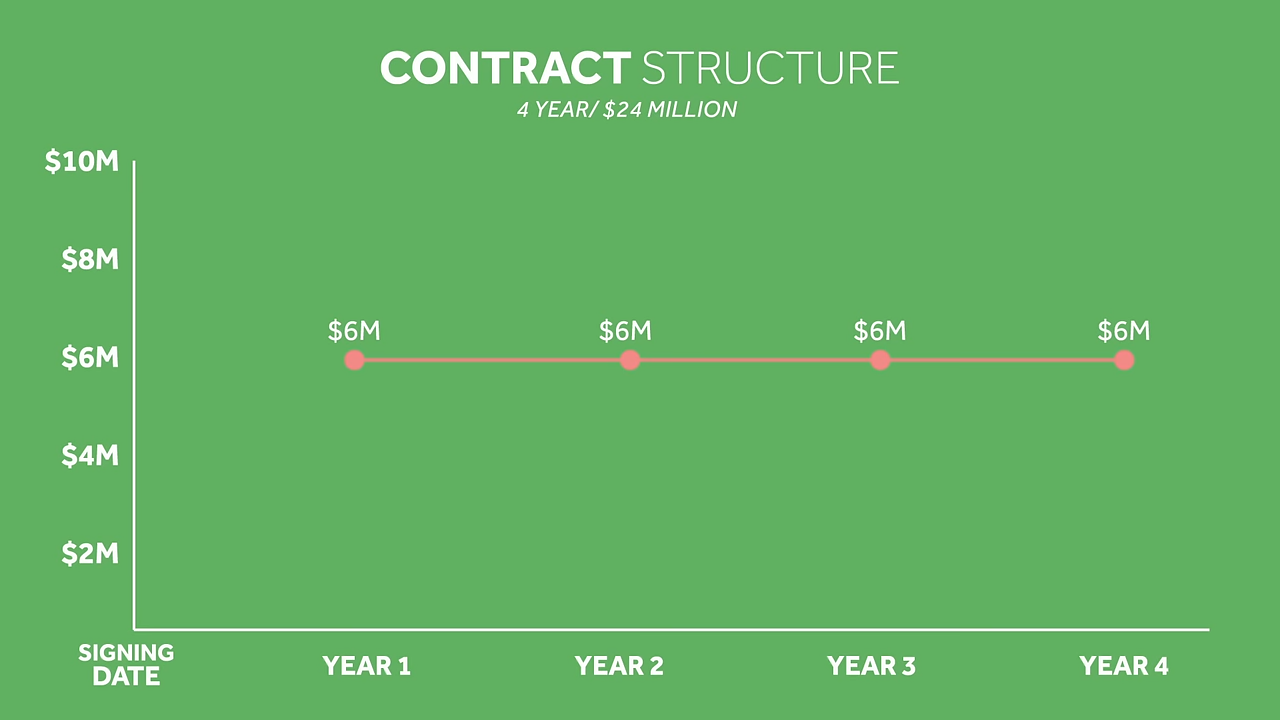 CONTRACT STRUCTURE
4 YEAR/ $24 MILLION
$10M
$8M
$6M
$4M
$2M
$6M
$6M
$6M
$6M
SIGNING
DATE
YEAR 1
YEAR 2
YEAR 3
YEAR 4